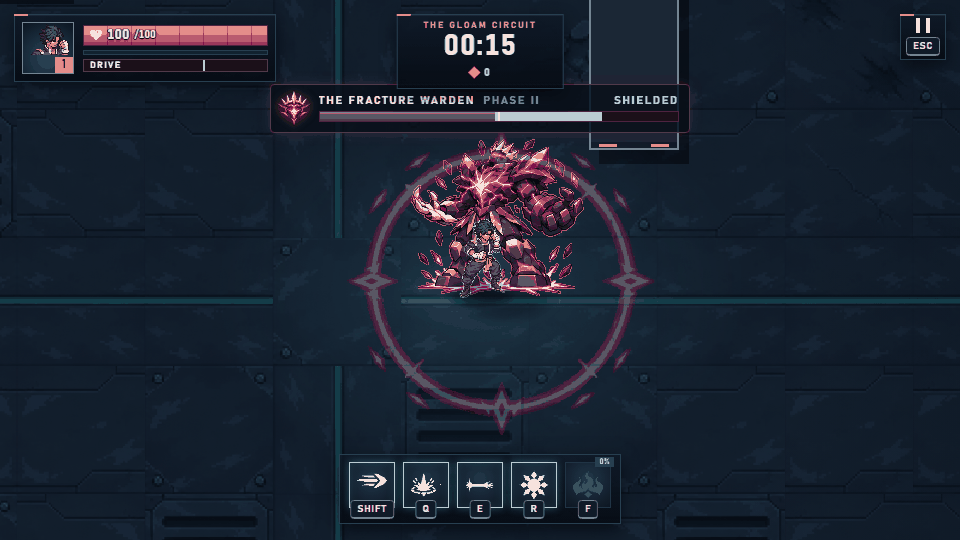 100 /100
1
DRIVE
THE GLOAM CIRCUIT
00:15
0
ESC
THE FRACTURE WARDEN PHASE II SHIELDED
0%
SHIFT
Q
E
R
F